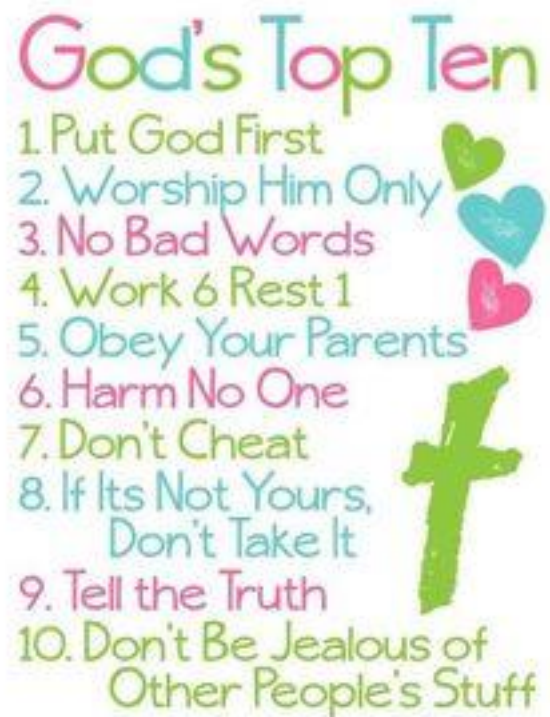 God's Top Ten
1. Put God First
2. Worship Him Only
3. No Bad Words
4. Work 6 Rest 1
5. Obey Your Parents
6. Harm No One
7. Don't Cheat
8. If Its Not Yours,
Don't Take It
9. Tell the Truth
10. Don't Be Jealous of
Other People's Stuff